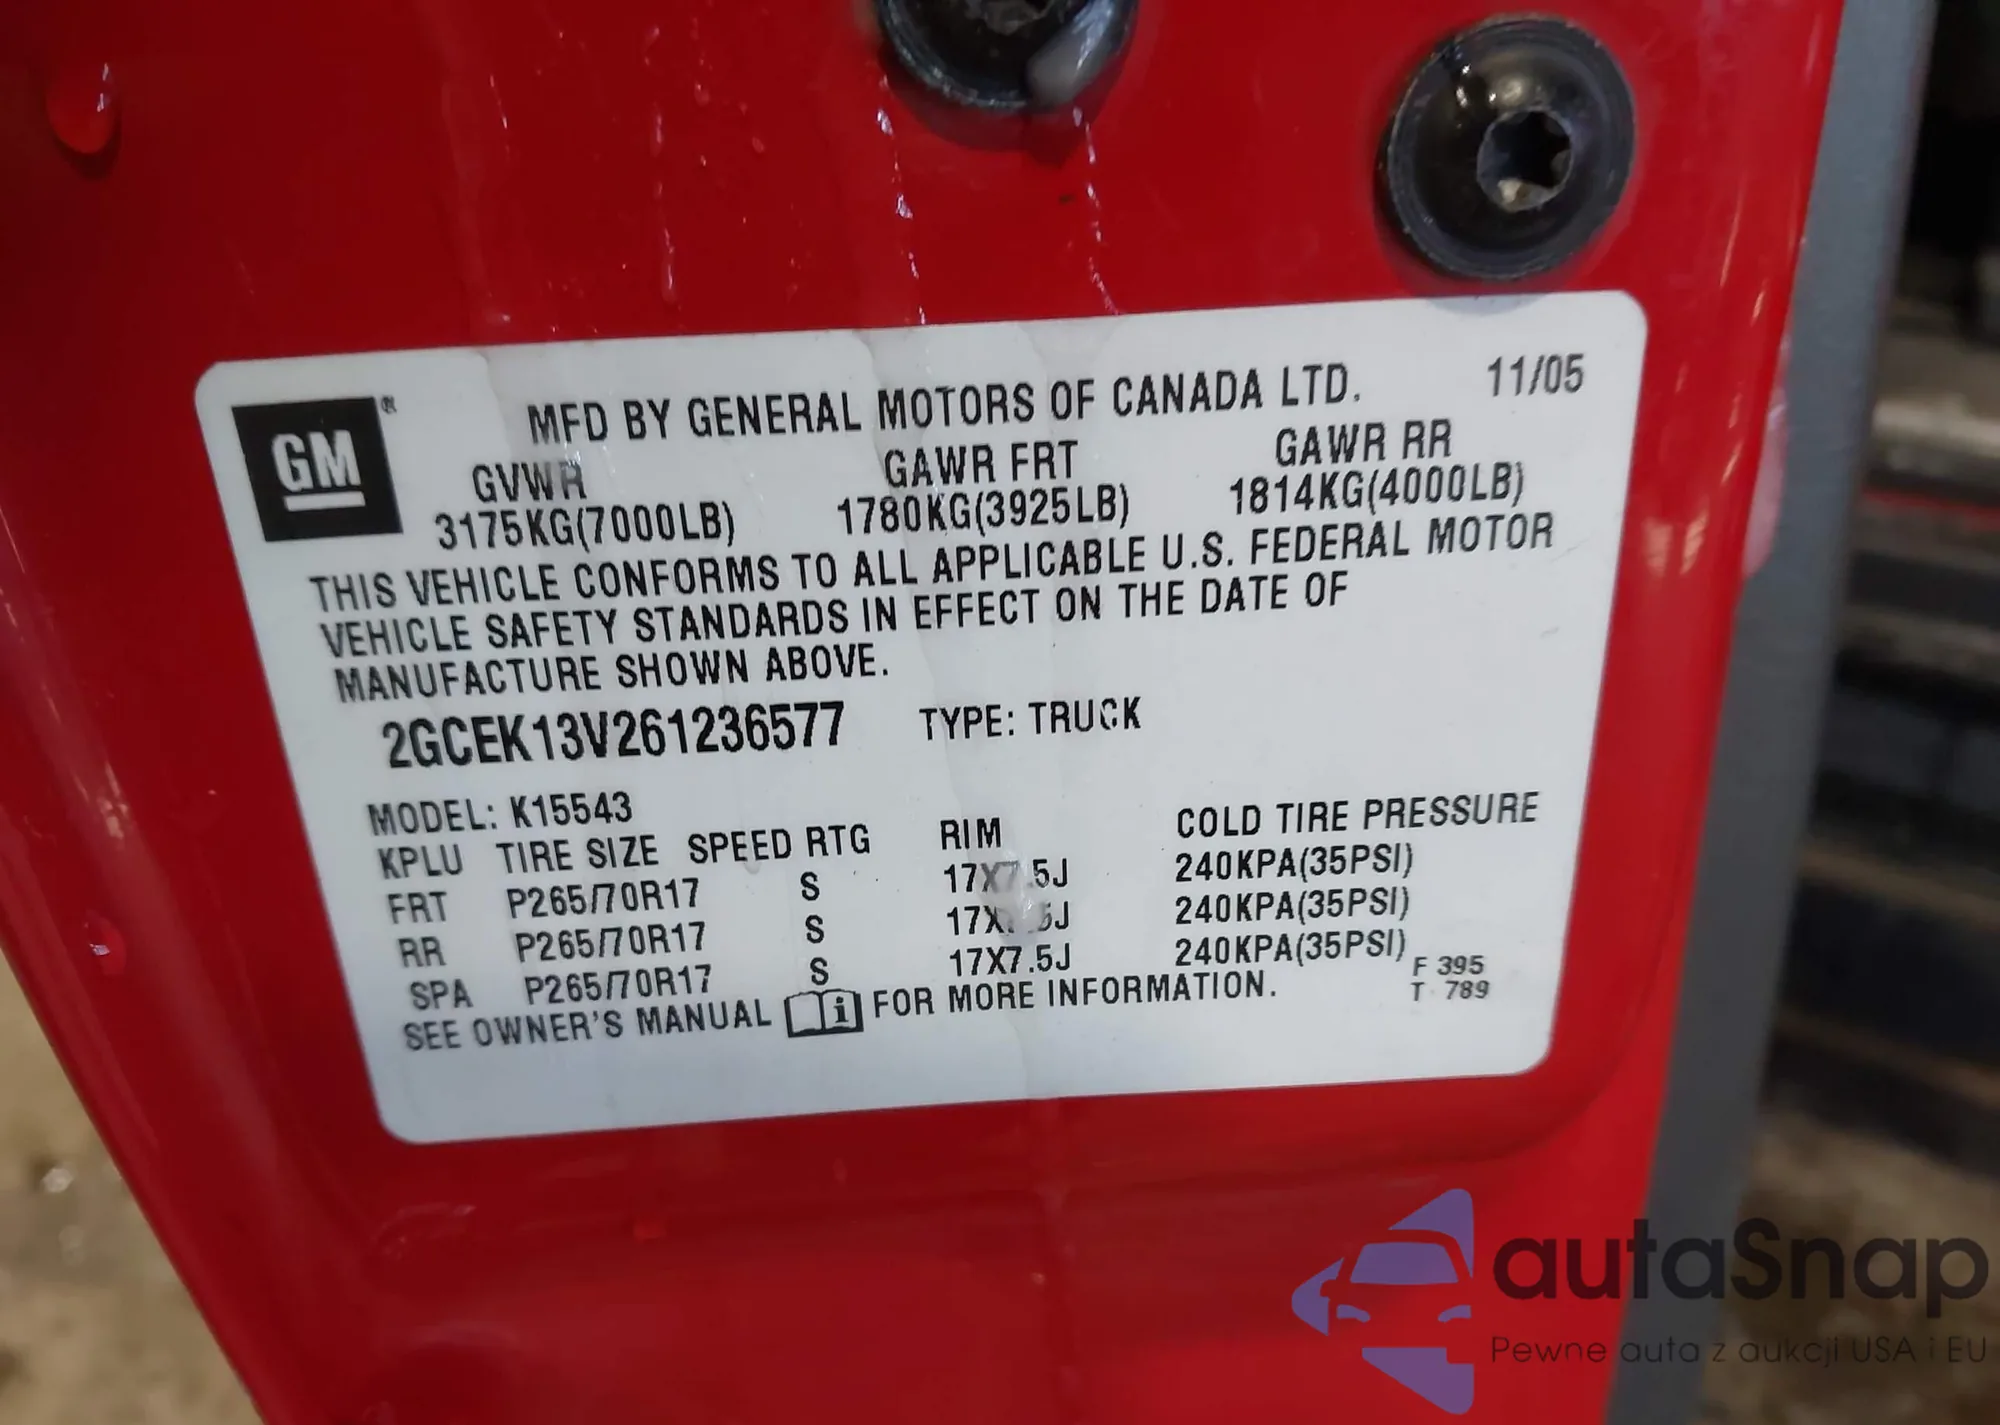 GM®
MFD BY GENERAL MOTORS OF CANADA LTD. 11/05
GVWR GAWR FRT GAWR RR
3175KG(7000LB) 1780KG(3925LB) 1814KG(4000LB)
THIS VEHICLE CONFORMS TO ALL APPLICABLE U.S. FEDERAL MOTOR
VEHICLE SAFETY STANDARDS IN EFFECT ON THE DATE OF
MANUFACTURE SHOWN ABOVE.
2GCEK13V261236577 TYPE: TRUCK
MODEL: K15543
KPLU TIRE SIZE SPEED RTG RIM COLD TIRE PRESSURE
FRT P265/70R17 S 17X7.5J 240KPA(35PSI)
RR P265/70R17 S 240KPA(35PSI)
SPA P265/70R17 S 17X7.5J 240KPA(35PSI)
F 395
T 789
SEE OWNER'S MANUAL i FOR MORE INFORMATION.
autaSnap
Pewne auta z aukcji USA i EU